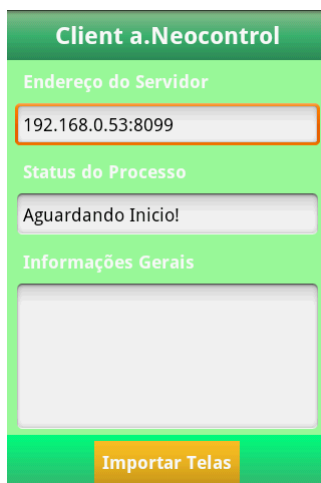 Client a.Neocontrol
Endereço do Servidor
192.168.0.53:8099
Status do Processo
Aguardando Inicio!
Informações Gerais
Importar Telas